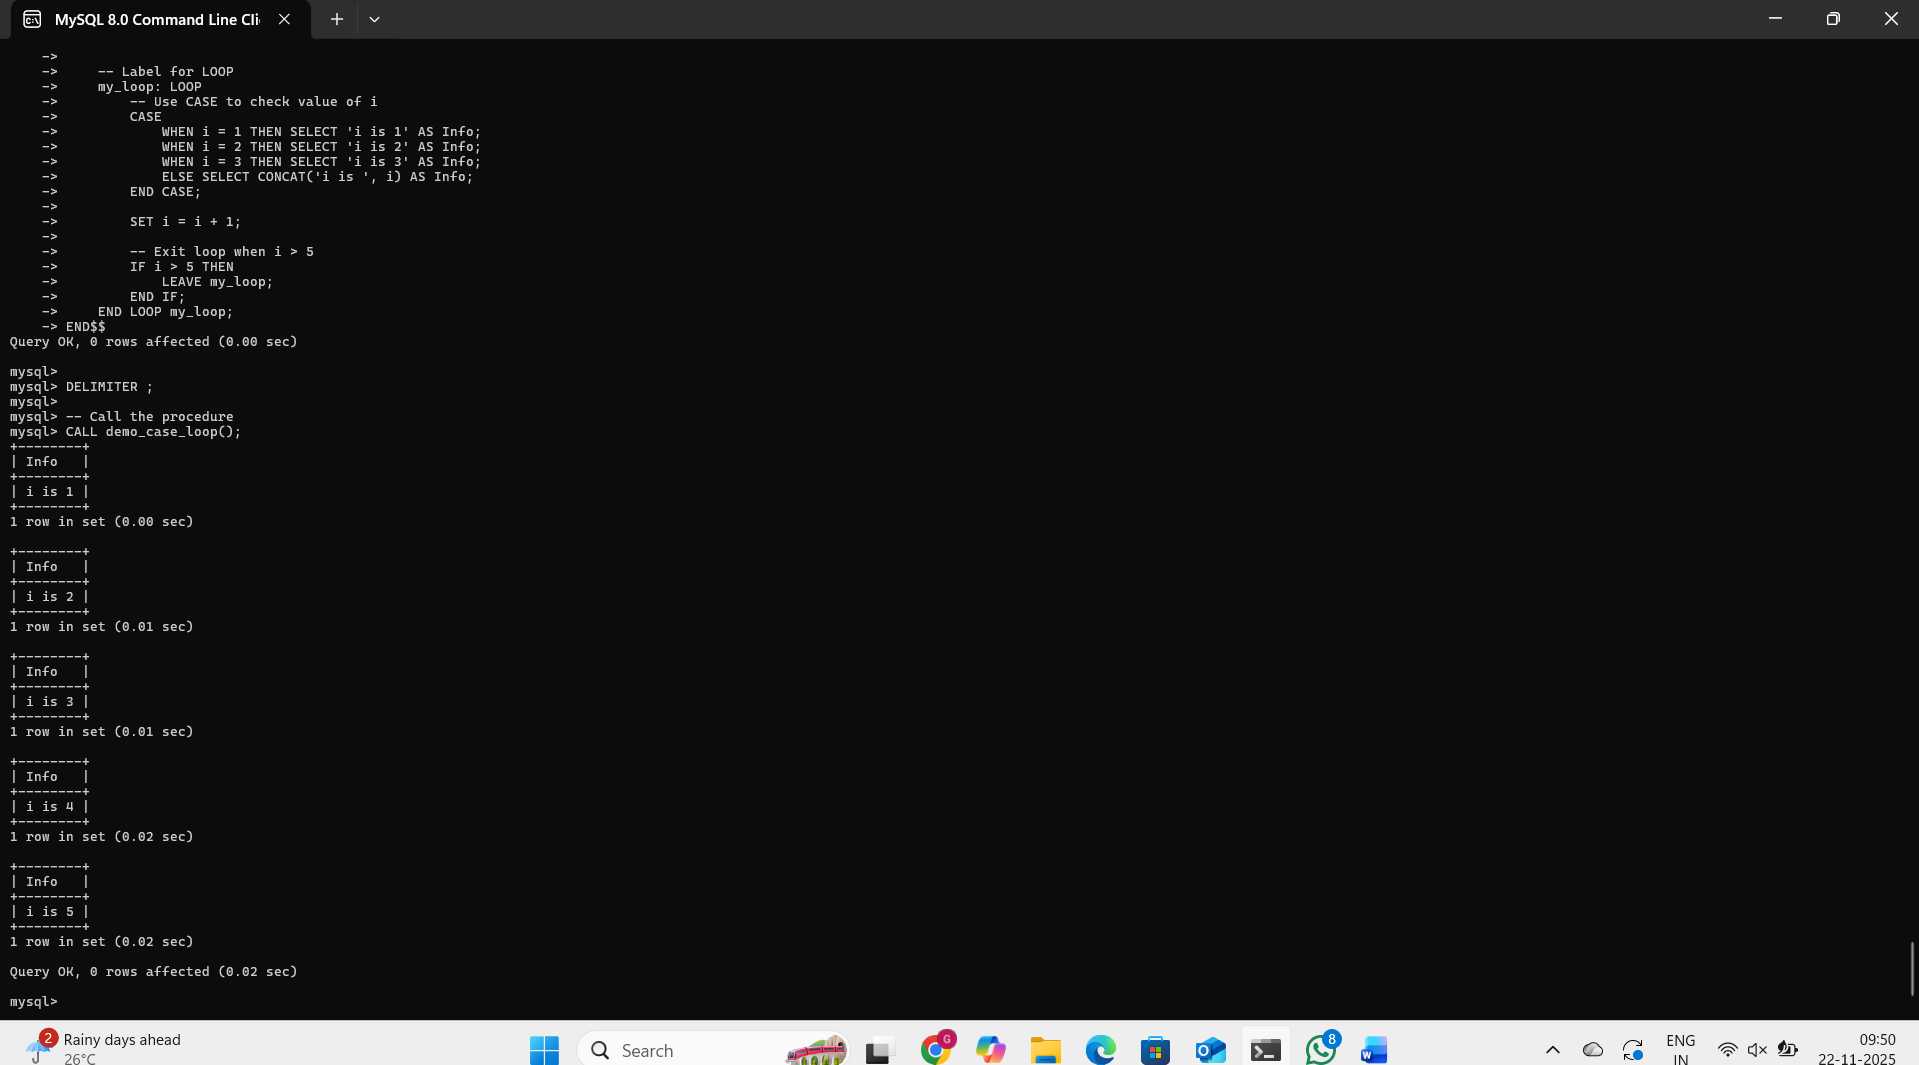 MySQL 8.0 Command Line Cli
->
->     -- Label for LOOP
->     my_loop: LOOP
->         -- Use CASE to check value of i
->         CASE
->             WHEN i = 1 THEN SELECT 'i is 1' AS Info;
->             WHEN i = 2 THEN SELECT 'i is 2' AS Info;
->             WHEN i = 3 THEN SELECT 'i is 3' AS Info;
->             ELSE SELECT CONCAT('i is ', i) AS Info;
->         END CASE;
->
->         SET i = i + 1;
->
->         -- Exit loop when i > 5
->         IF i > 5 THEN
->             LEAVE my_loop;
->         END IF;
->     END LOOP my_loop;
-> END$$
Query OK, 0 rows affected (0.00 sec)
mysql>
mysql> DELIMITER ;
mysql>
mysql> -- Call the procedure
mysql> CALL demo_case_loop();
+--------+
| Info   |
+--------+
| i is 1 |
+--------+
1 row in set (0.00 sec)
+--------+
| Info   |
+--------+
| i is 2 |
+--------+
1 row in set (0.01 sec)
+--------+
| Info   |
+--------+
| i is 3 |
+--------+
1 row in set (0.01 sec)
+--------+
| Info   |
+--------+
| i is 4 |
+--------+
1 row in set (0.02 sec)
+--------+
| Info   |
+--------+
| i is 5 |
+--------+
1 row in set (0.02 sec)
Query OK, 0 rows affected (0.02 sec)
mysql>
2
Rainy days ahead
26°C
Search
G
8
ENG
IN
09:50
22-11-2025